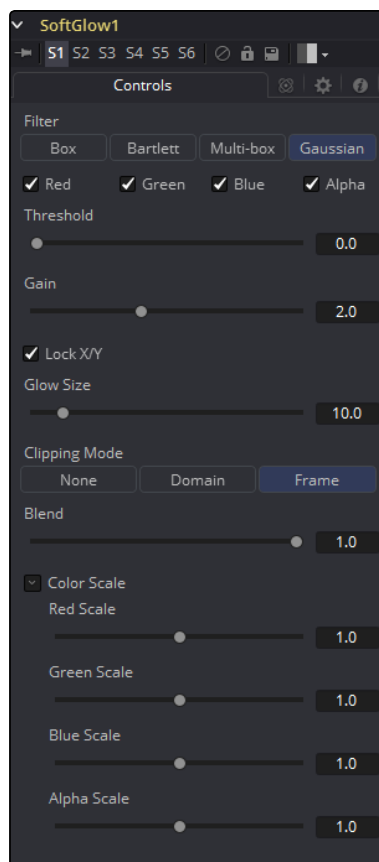 SoftGlow1
S1 S2 S3 S4 S5 S6
Controls
Filter
Box Bartlett Multi-box Gaussian
Red Green Blue Alpha
Threshold
0.0
Gain
2.0
Lock X/Y
Glow Size
10.0
Clipping Mode
None Domain Frame
Blend
1.0
Color Scale
Red Scale
1.0
Green Scale
1.0
Blue Scale
1.0
Alpha Scale
1.0